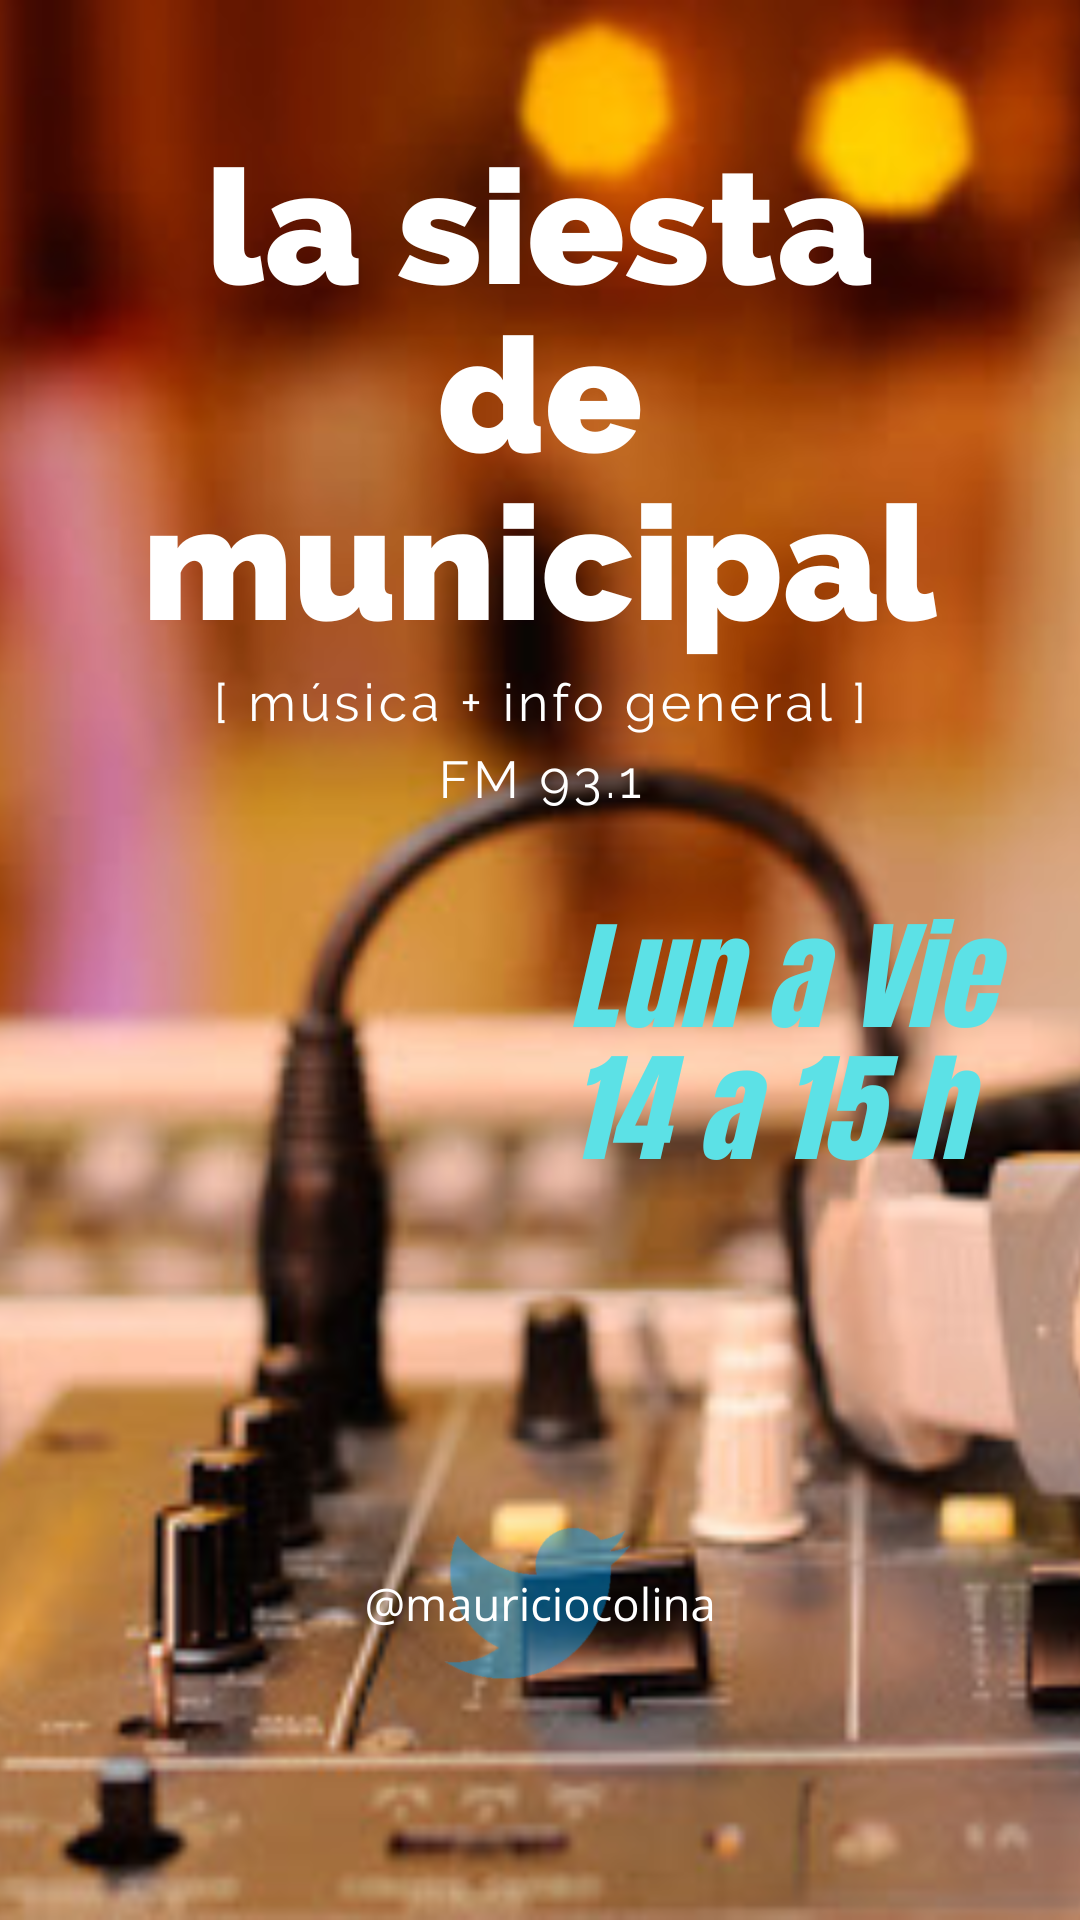 la siesta
de
municipal
[ música + info general ]
FM 93.1
Lun a Vie
14 a 15 h
@mauriciocolina